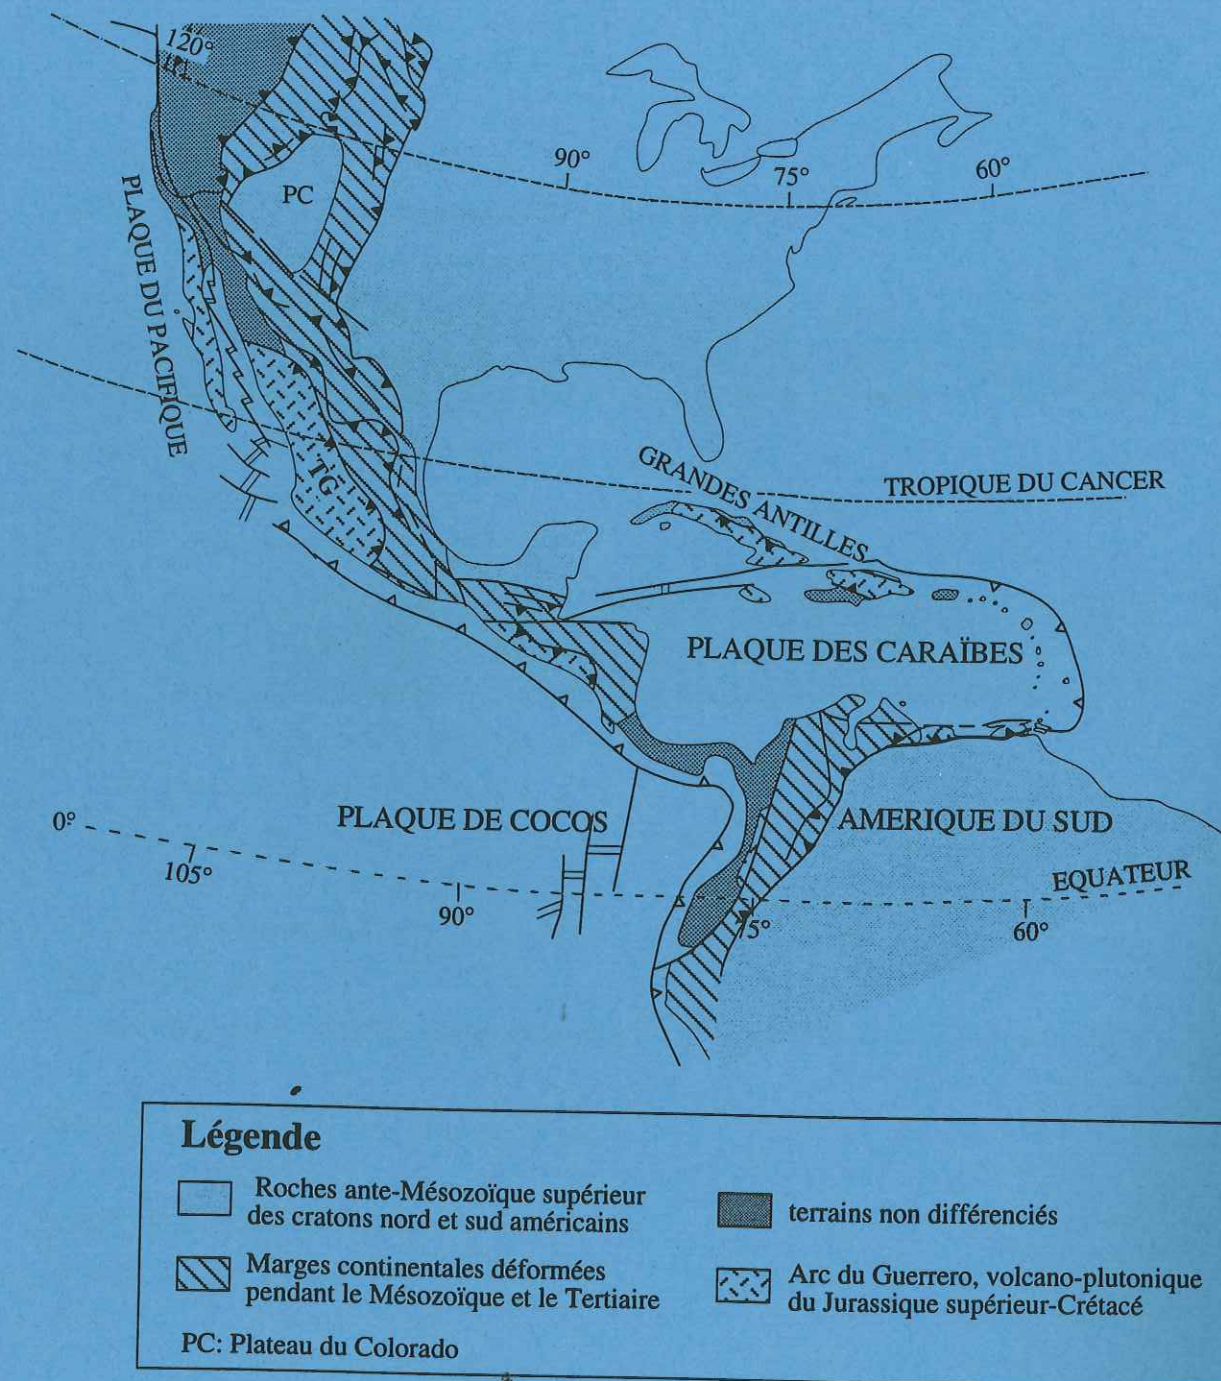 120°
90°
75°
60°
PC
PLAQUE DU PACIFIQUE
TG
GRANDES ANTILLES
TROPIQUE DU CANCER
PLAQUE DES CARAÏBES
PLAQUE DE COCOS
AMERIQUE DU SUD
0°
105°
90°
75°
60°
EQUATEUR
Légende
Roches ante-Mésozoïque supérieur
des cratons nord et sud américains
terrains non différenciés
Marges continentales déformées
pendant le Mésozoïque et le Tertiaire
Arc du Guerrero, volcano-plutonique
du Jurassique supérieur-Crétacé
PC: Plateau du Colorado